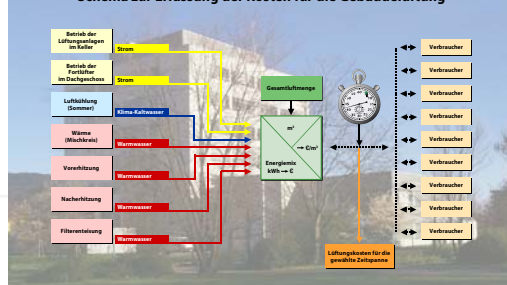 Schema zur Erfassung der Kosten für die Gebäudelüftung
Betrieb der
Lüftungsanlagen
im Keller
Strom
Betrieb der
Fortlüfter
im Dachgeschoss
Strom
Luftkühlung
(Sommer)
Klima-Kaltwasser
Wärme
(Mischkreis)
Warmwasser
Vorerhitzung
Warmwasser
Nacherhitzung
Warmwasser
Filterenteisung
Warmwasser
Gesamtluftmenge
m³
→ €/m³
Energiemix
kWh → €
Lüftungskosten für die
gewählte Zeitspanne
Verbraucher
Verbraucher
Verbraucher
Verbraucher
Verbraucher
Verbraucher
Verbraucher
Verbraucher
Verbraucher